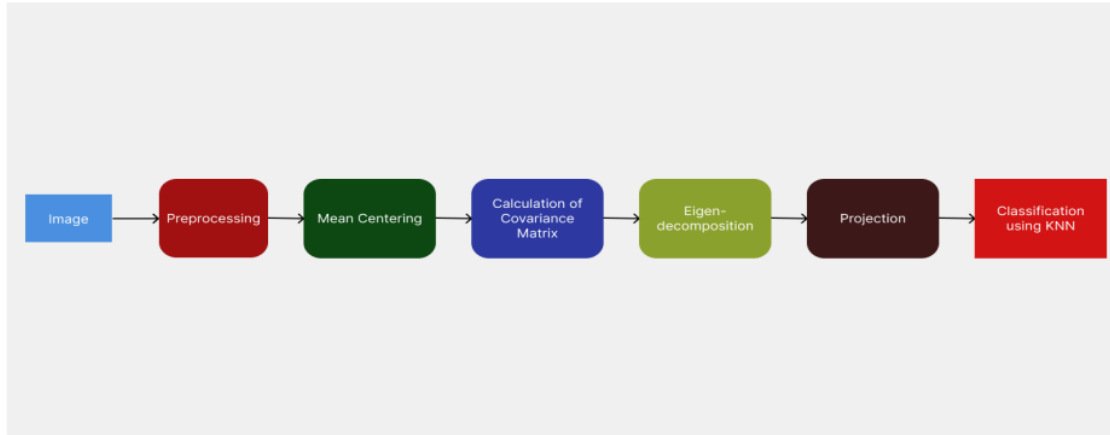 Image
Preprocessing
Mean Centering
Calculation of
Covariance
Matrix
Eigen-
decomposition
Projection
Classification
using KNN